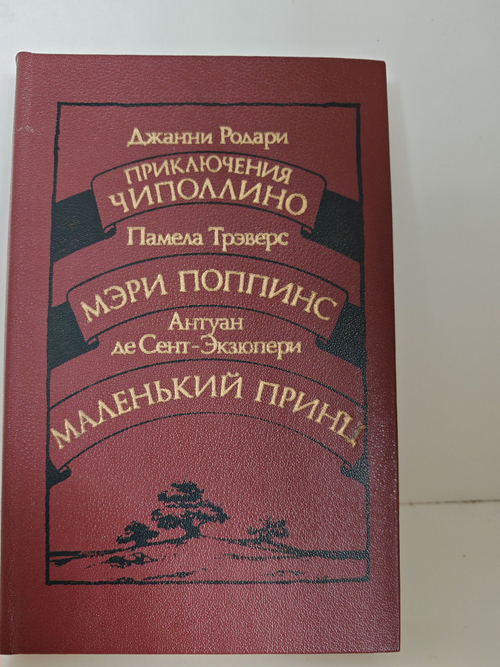 Джанни Родари
ПРИКЛЮЧЕНИЯ
ЧИПОЛЛИНО
Памела Трэверс
МЭРИ ПОППИНС
Антуан
де Сент-Экзюпери
МАЛЕНЬКИЙ ПРИНЦ